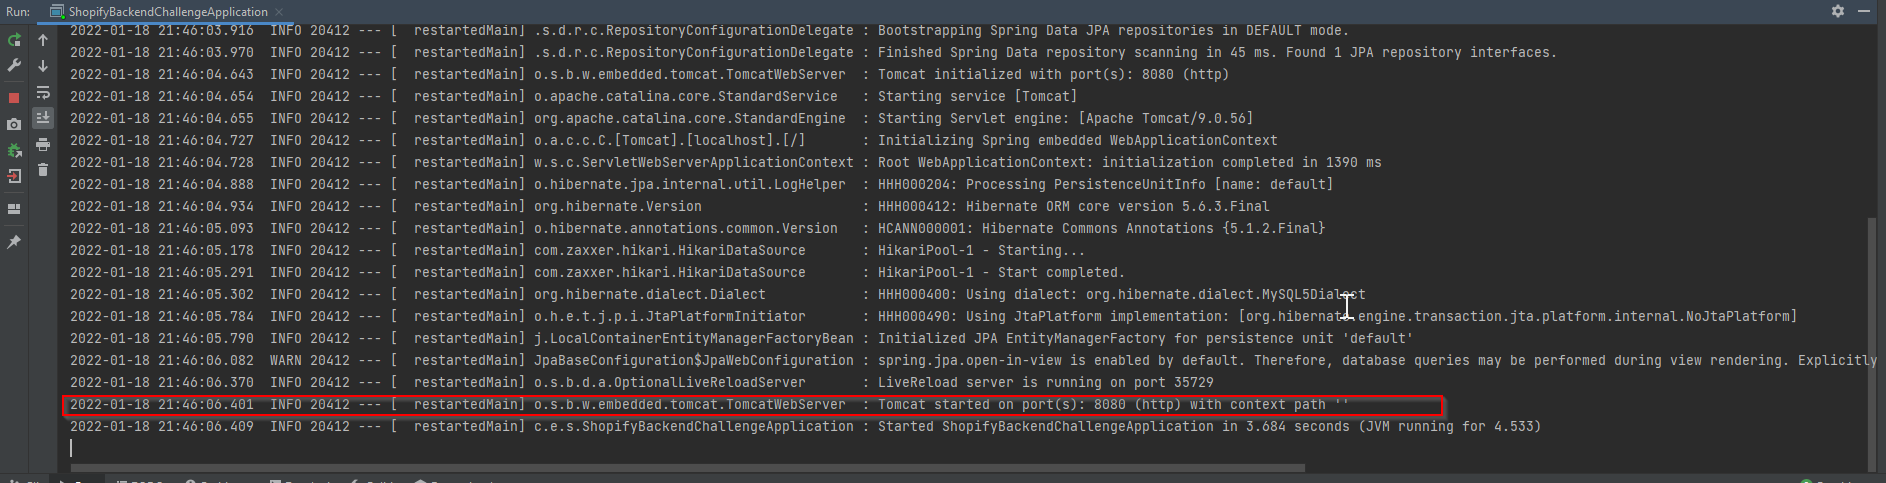 Run: ShopifyBackendChallengeApplication
2022-01-18 21:46:03.916  INFO 20412 --- [  restartedMain] .s.d.r.c.RepositoryConfigurationDelegate : Bootstrapping Spring Data JPA repositories in DEFAULT mode.
2022-01-18 21:46:03.970  INFO 20412 --- [  restartedMain] .s.d.r.c.RepositoryConfigurationDelegate : Finished Spring Data repository scanning in 45 ms. Found 1 JPA repository interfaces.
2022-01-18 21:46:04.643  INFO 20412 --- [  restartedMain] o.s.b.w.embedded.tomcat.TomcatWebServer  : Tomcat initialized with port(s): 8080 (http)
2022-01-18 21:46:04.654  INFO 20412 --- [  restartedMain] o.apache.catalina.core.StandardService   : Starting service [Tomcat]
2022-01-18 21:46:04.655  INFO 20412 --- [  restartedMain] org.apache.catalina.core.StandardEngine  : Starting Servlet engine: [Apache Tomcat/9.0.56]
2022-01-18 21:46:04.727  INFO 20412 --- [  restartedMain] o.a.c.c.C.[Tomcat].[localhost].[/]       : Initializing Spring embedded WebApplicationContext
2022-01-18 21:46:04.728  INFO 20412 --- [  restartedMain] w.s.c.ServletWebServerApplicationContext : Root WebApplicationContext: initialization completed in 1390 ms
2022-01-18 21:46:04.888  INFO 20412 --- [  restartedMain] o.hibernate.jpa.internal.util.LogHelper  : HHH000204: Processing PersistenceUnitInfo [name: default]
2022-01-18 21:46:04.934  INFO 20412 --- [  restartedMain] org.hibernate.Version                    : HHH000412: Hibernate ORM core version 5.6.3.Final
2022-01-18 21:46:05.093  INFO 20412 --- [  restartedMain] o.hibernate.annotations.common.Version   : HCANN000001: Hibernate Commons Annotations {5.1.2.Final}
2022-01-18 21:46:05.178  INFO 20412 --- [  restartedMain] com.zaxxer.hikari.HikariDataSource       : HikariPool-1 - Starting...
2022-01-18 21:46:05.291  INFO 20412 --- [  restartedMain] com.zaxxer.hikari.HikariDataSource       : HikariPool-1 - Start completed.
2022-01-18 21:46:05.302  INFO 20412 --- [  restartedMain] org.hibernate.dialect.Dialect            : HHH000400: Using dialect: org.hibernate.dialect.MySQL5Dialect
2022-01-18 21:46:05.784  INFO 20412 --- [  restartedMain] o.h.e.t.j.p.i.JtaPlatformInitiator       : HHH000490: Using JtaPlatform implementation: [org.hibernate.engine.transaction.jta.platform.internal.NoJtaPlatform]
2022-01-18 21:46:05.790  INFO 20412 --- [  restartedMain] j.LocalContainerEntityManagerFactoryBean : Initialized JPA EntityManagerFactory for persistence unit 'default'
2022-01-18 21:46:06.082  WARN 20412 --- [  restartedMain] JpaBaseConfiguration$JpaWebConfiguration : spring.jpa.open-in-view is enabled by default. Therefore, database queries may be performed during view rendering. Explicitly
2022-01-18 21:46:06.370  INFO 20412 --- [  restartedMain] o.s.b.d.a.OptionalLiveReloadServer       : LiveReload server is running on port 35729
2022-01-18 21:46:06.401  INFO 20412 --- [  restartedMain] o.s.b.w.embedded.tomcat.TomcatWebServer  : Tomcat started on port(s): 8080 (http) with context path ''
2022-01-18 21:46:06.409  INFO 20412 --- [  restartedMain] c.e.s.ShopifyBackendChallengeApplication : Started ShopifyBackendChallengeApplication in 3.684 seconds (JVM running for 4.533)